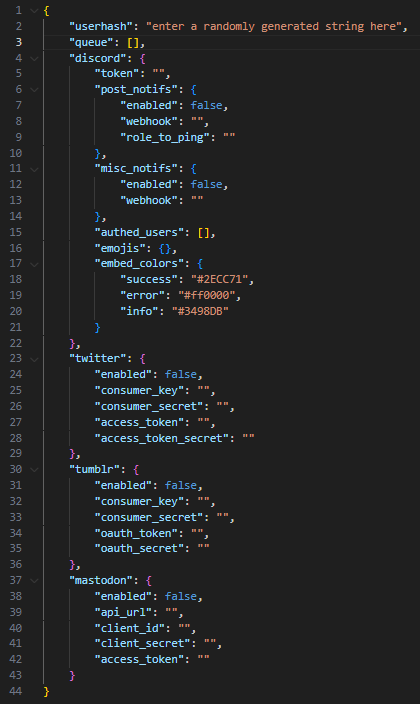 1 {
2     "userhash": "enter a randomly generated string here",
3     "queue": [],
4     "discord": {
5         "token": "",
6         "post_notifs": {
7             "enabled": false,
8             "webhook": "",
9             "role_to_ping": ""
10         },
11         "misc_notifs": {
12             "enabled": false,
13             "webhook": ""
14         },
15         "authed_users": [],
16         "emojis": {},
17         "embed_colors": {
18             "success": "#2ECC71",
19             "error": "#ff0000",
20             "info": "#3498DB"
21         }
22     },
23     "twitter": {
24         "enabled": false,
25         "consumer_key": "",
26         "consumer_secret": "",
27         "access_token": "",
28         "access_token_secret": ""
29     },
30     "tumblr": {
31         "enabled": false,
32         "consumer_key": "",
33         "consumer_secret": "",
34         "oauth_token": "",
35         "oauth_secret": ""
36     },
37     "mastodon": {
38         "enabled": false,
39         "api_url": "",
40         "client_id": "",
41         "client_secret": "",
42         "access_token": ""
43     }
44 }